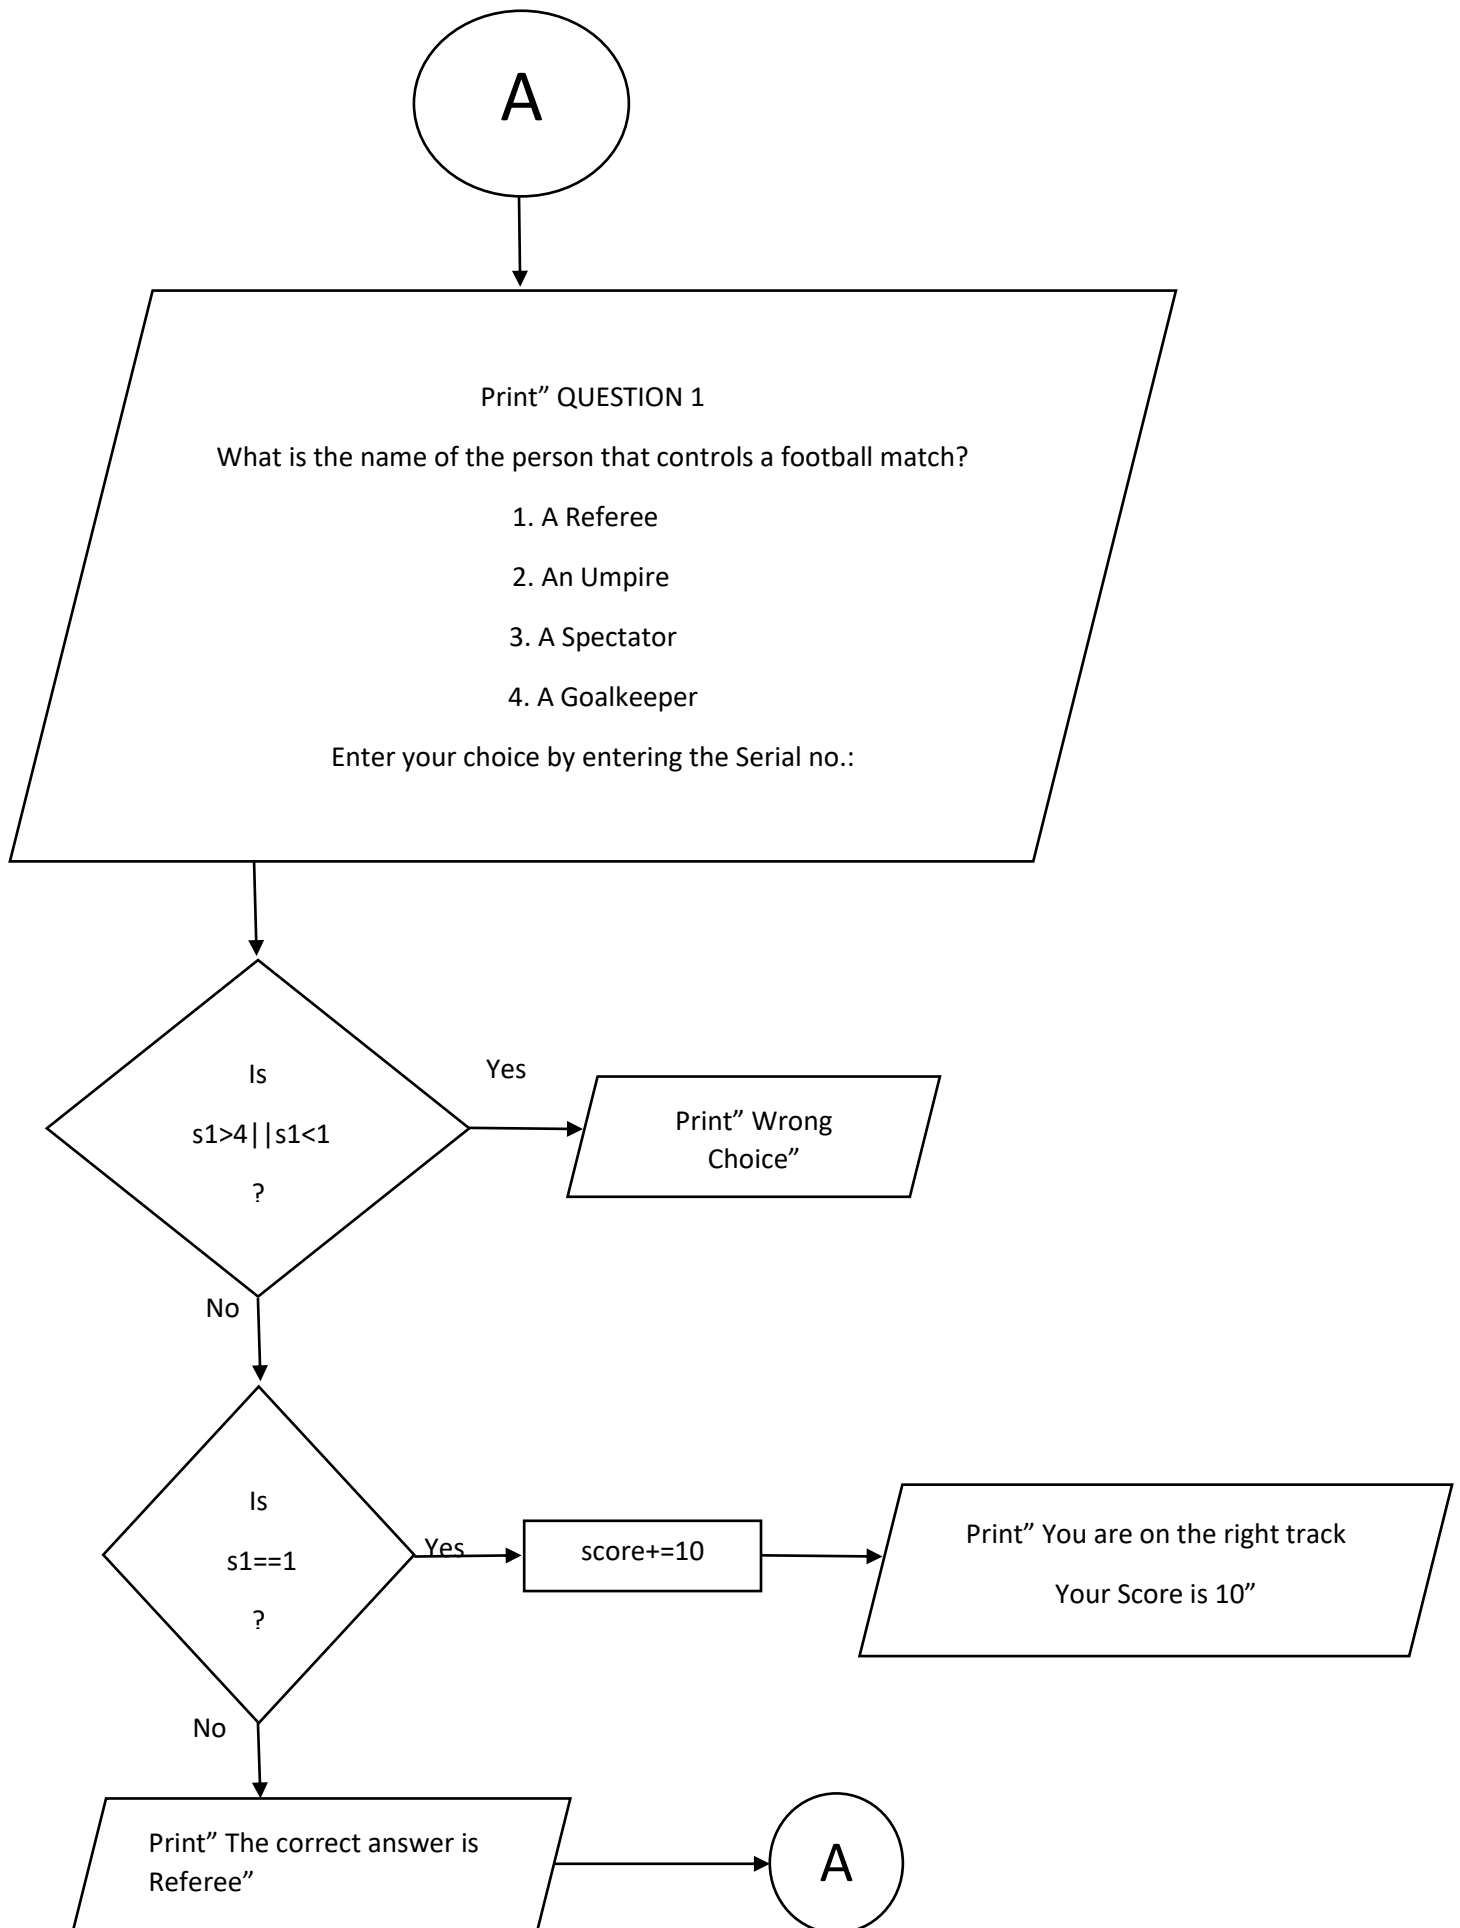 A
Print” QUESTION 1
What is the name of the person that controls a football match?
1. A Referee
2. An Umpire
3. A Spectator
4. A Goalkeeper
Enter your choice by entering the Serial no.:
Is
s1>4||s1<1
?
Yes
Print” Wrong
Choice”
No
Is
s1==1
?
Yes
score+=10
Print” You are on the right track
Your Score is 10”
No
Print” The correct answer is
Referee”
A